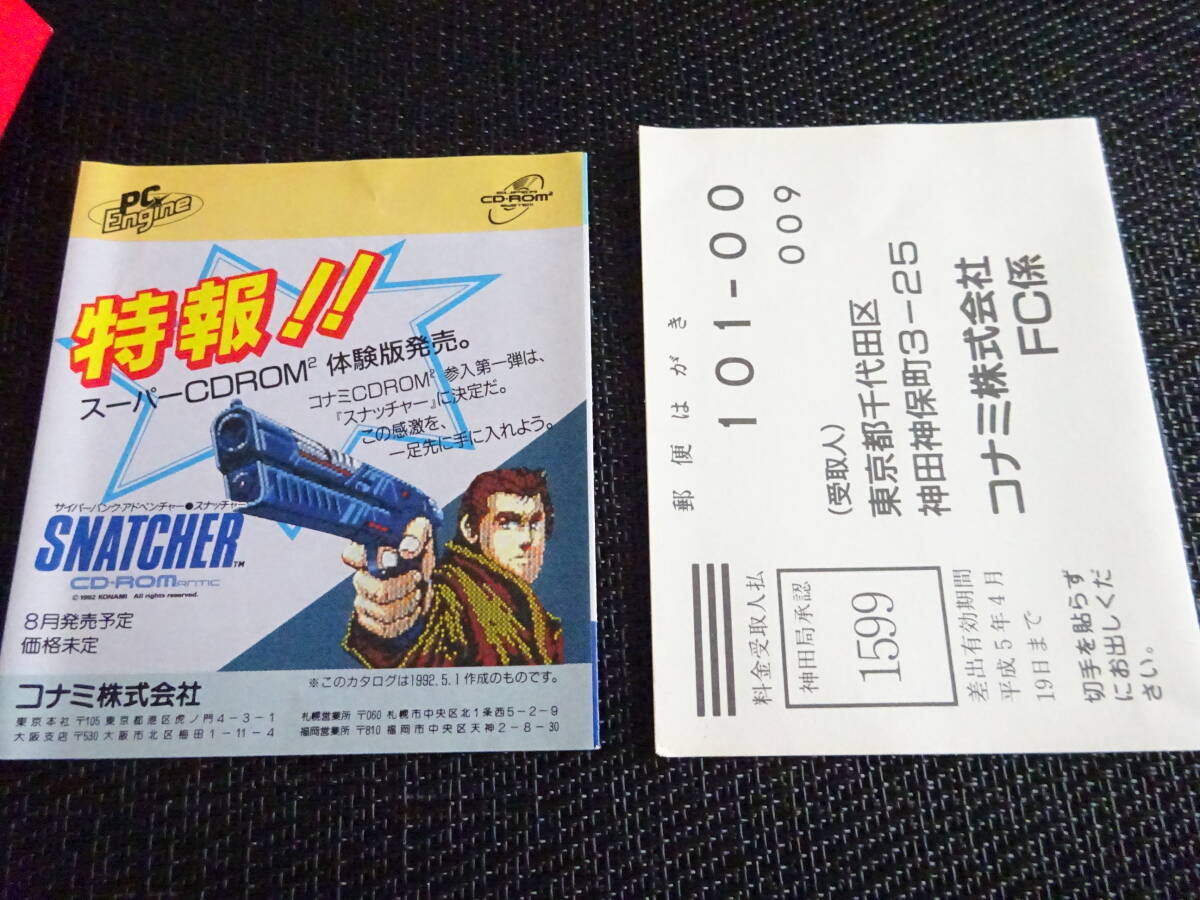 PC Engine
SUPER CD-ROM² SYSTEM
特報!!
スーパーCDROM² 体験版発売。
コナミCDROM² 参入第一弾は、
『スナッチャー』に決定だ。
この感激を、
一足先に手に入れよう。
サイバーパンク・アドベンチャー●スナッチャー
SNATCHER™
CD-ROMANTIC
©1992 KONAMI All rights reserved.
8月発売予定
価格未定
コナミ株式会社
※このカタログは1992.5.1作成のものです。
東京本社 〒105 東京都港区虎ノ門4-3-1
大阪支店 〒530 大阪市北区梅田1-11-4
札幌営業所 〒060 札幌市中央区北1条西5-2-9
福岡営業所 〒810 福岡市中央区天神2-8-30
郵便はがき
101-00
009
(受取人)
東京都千代田区
神田神保町3-25
コナミ株式会社
FC係
料金受取人払
神田局承認
1599
差出有効期間
平成5年4月
19日まで
切手を貼らず
にお出しくだ
さい。